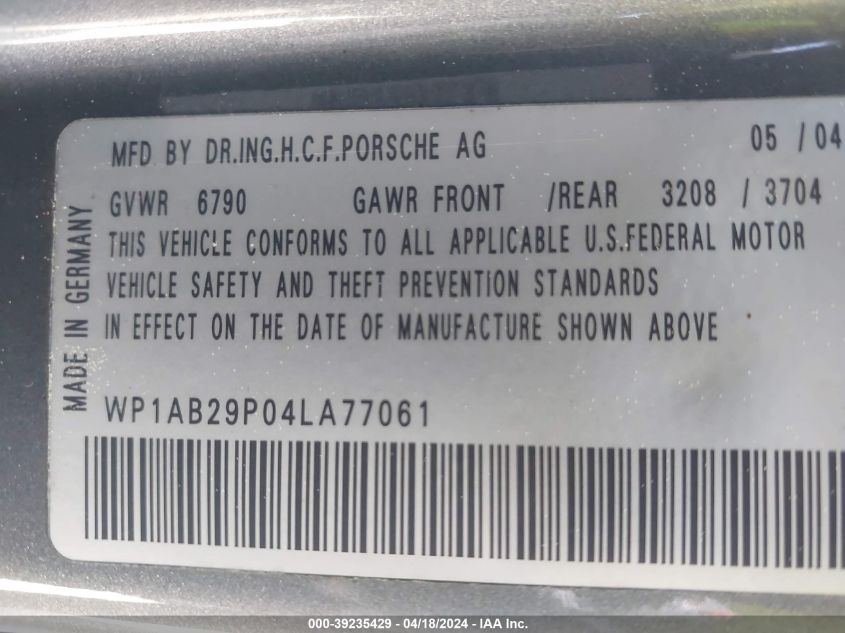 MFD BY DR.ING.H.C.F.PORSCHE AG 05 / 04
GVWR 6790 GAWR FRONT /REAR 3208 / 3704
THIS VEHICLE CONFORMS TO ALL APPLICABLE U.S.FEDERAL MOTOR
VEHICLE SAFETY AND THEFT PREVENTION STANDARDS
IN EFFECT ON THE DATE OF MANUFACTURE SHOWN ABOVE
MADE IN GERMANY
WP1AB29P04LA77061
000-39235429 - 04/18/2024 - IAA Inc.